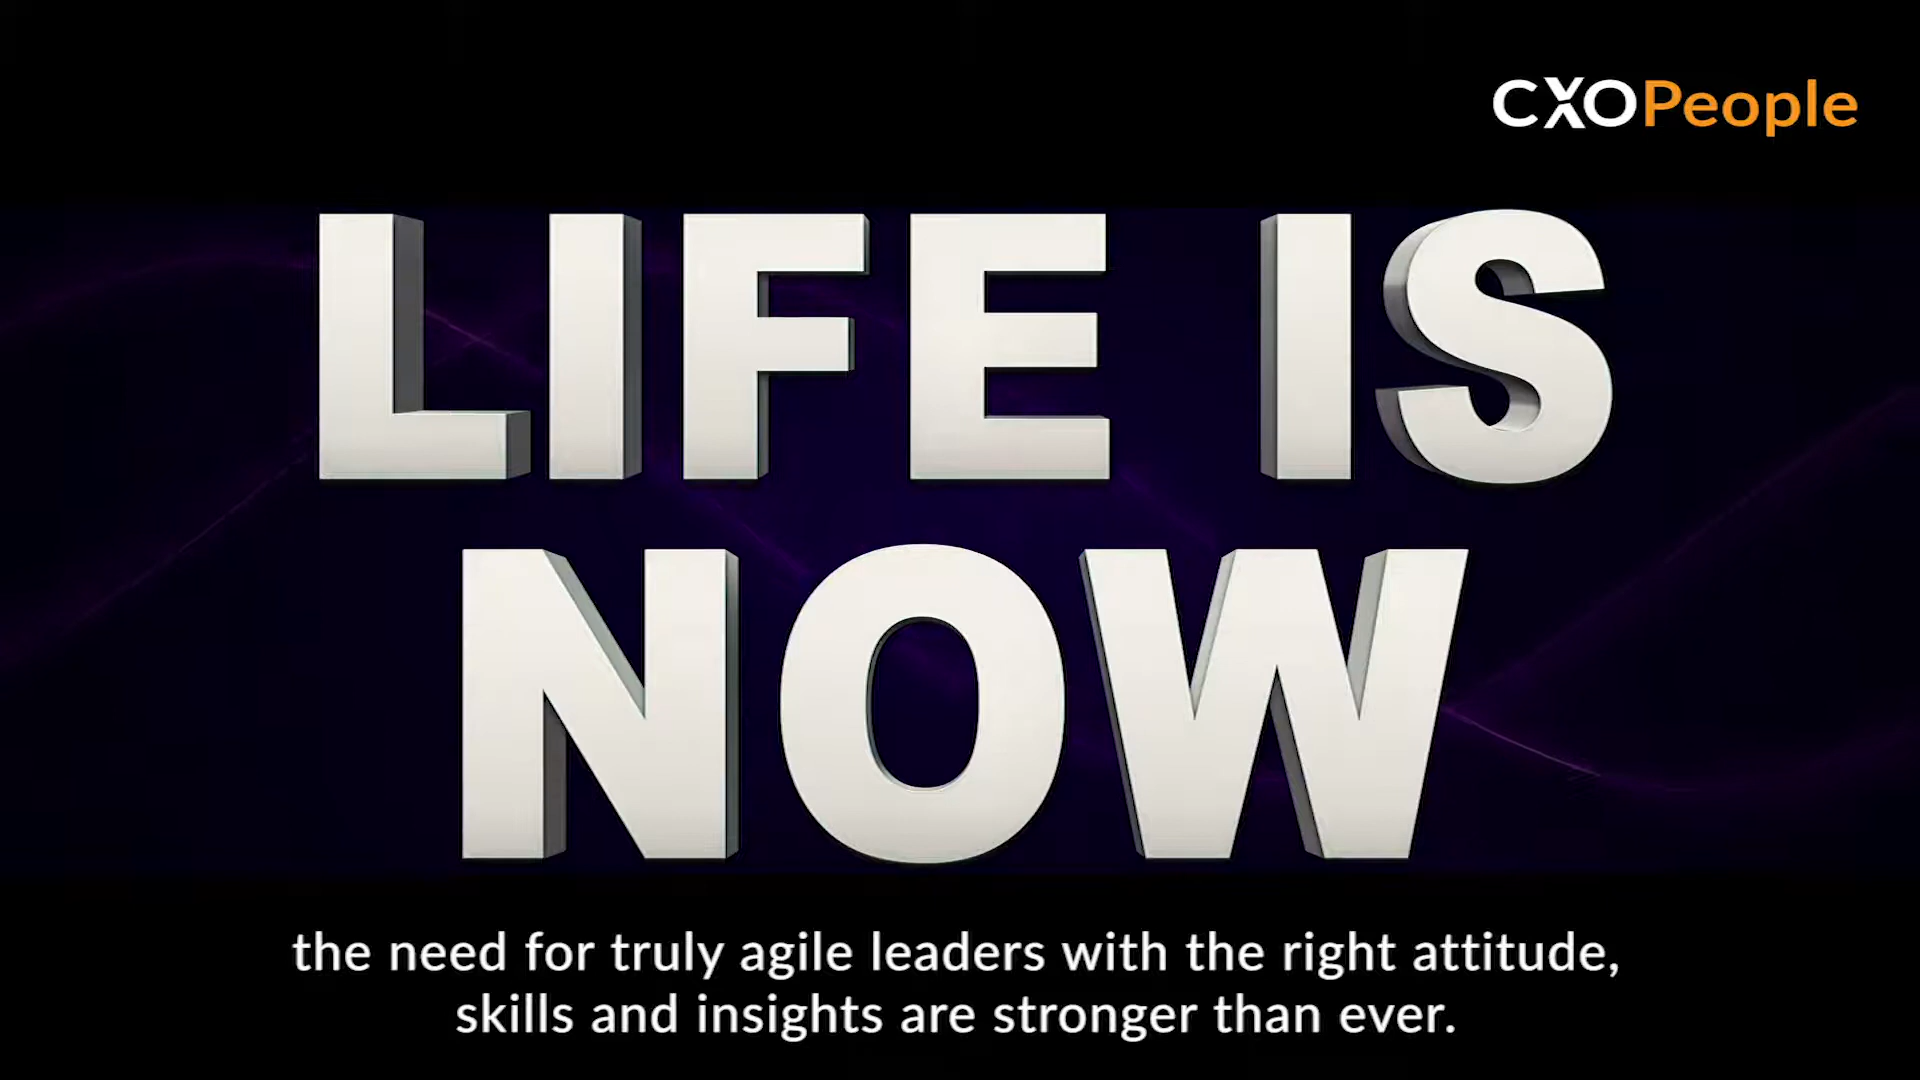 CXOPeople
LIFE IS
NOW
the need for truly agile leaders with the right attitude,
skills and insights are stronger than ever.